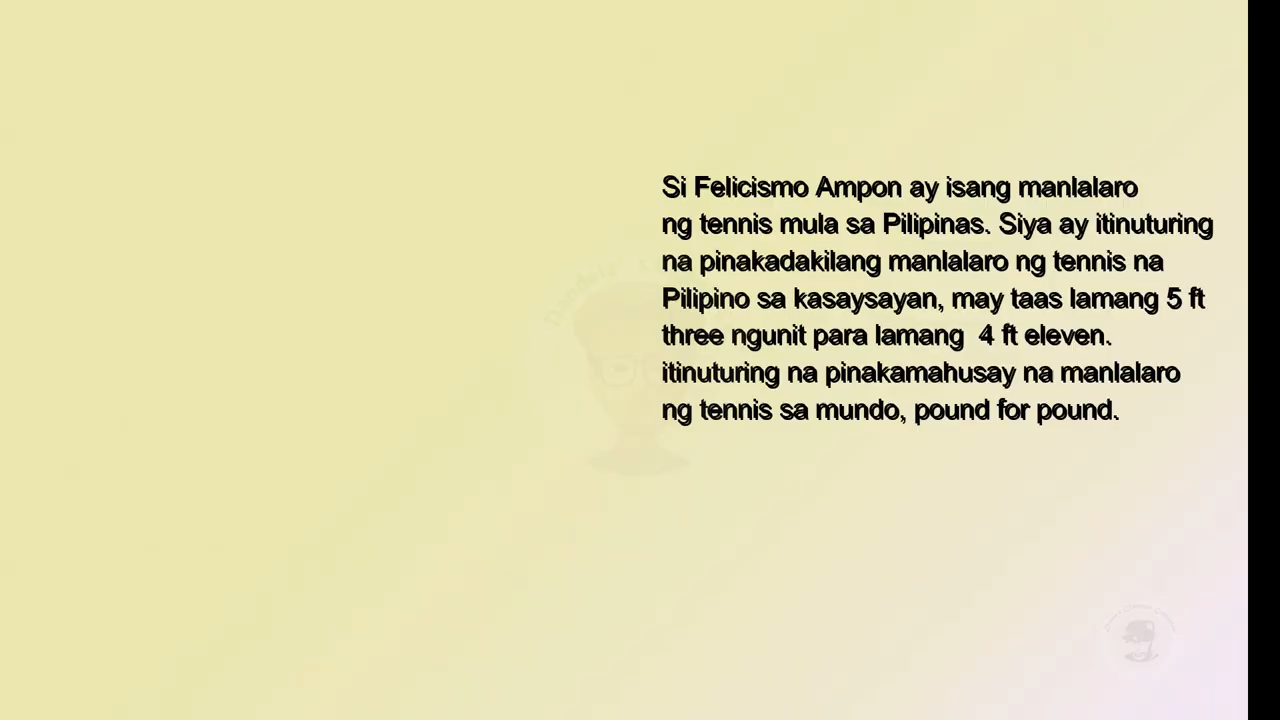 Si Felicismo Ampon ay isang manlalaro
ng tennis mula sa Pilipinas. Siya ay itinuturing
na pinakadakilang manlalaro ng tennis na
Pilipino sa kasaysayan, may taas lamang 5 ft
three ngunit para lamang 4 ft eleven.
itinuturing na pinakamahusay na manlalaro
ng tennis sa mundo, pound for pound.